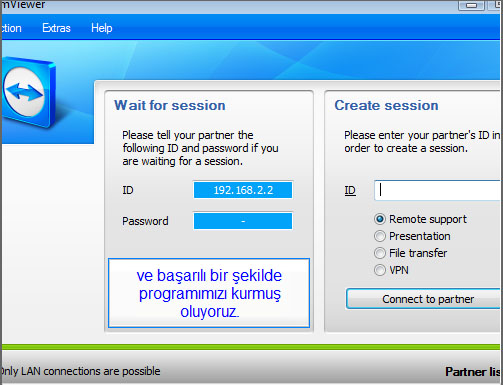 mViewer
ction Extras Help
Wait for session
Please tell your partner the
following ID and password if you
are waiting for a session.
ID 192.168.2.2
Password -
ve başarılı bir şekilde
programımızı kurmuş
oluyoruz.
Create session
Please enter your partner's ID in
order to create a session.
ID
Remote support
Presentation
File transfer
VPN
Connect to partner
Only LAN connections are possible
Partner lis